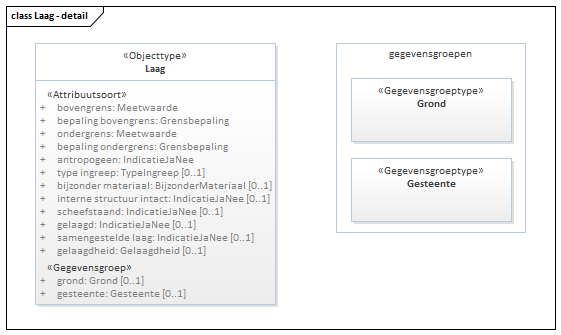 class Laag - detail
«Objecttype»
Laag
«Attribuutsoort»
+ bovengrens: Meetwaarde
+ bepaling bovengrens: Grensbepaling
+ ondergrens: Meetwaarde
+ bepaling ondergrens: Grensbepaling
+ antropogeen: IndicatieJaNee
+ type ingreep: TypeIngreep [0..1]
+ bijzonder materiaal: BijzonderMateriaal [0..1]
+ interne structuur intact: IndicatieJaNee [0..1]
+ scheefstand: IndicatieJaNee [0..1]
+ gelaagd: IndicatieJaNee [0..1]
+ samengestelde laag: IndicatieJaNee [0..1]
+ gelaagdheid: Gelaagdheid [0..1]
«Gegevensgroep»
+ grond: Grond [0..1]
+ gesteente: Gesteente [0..1]
gegevensgroepen
«Gegevensgroeptype»
Grond
«Gegevensgroeptype»
Gesteente